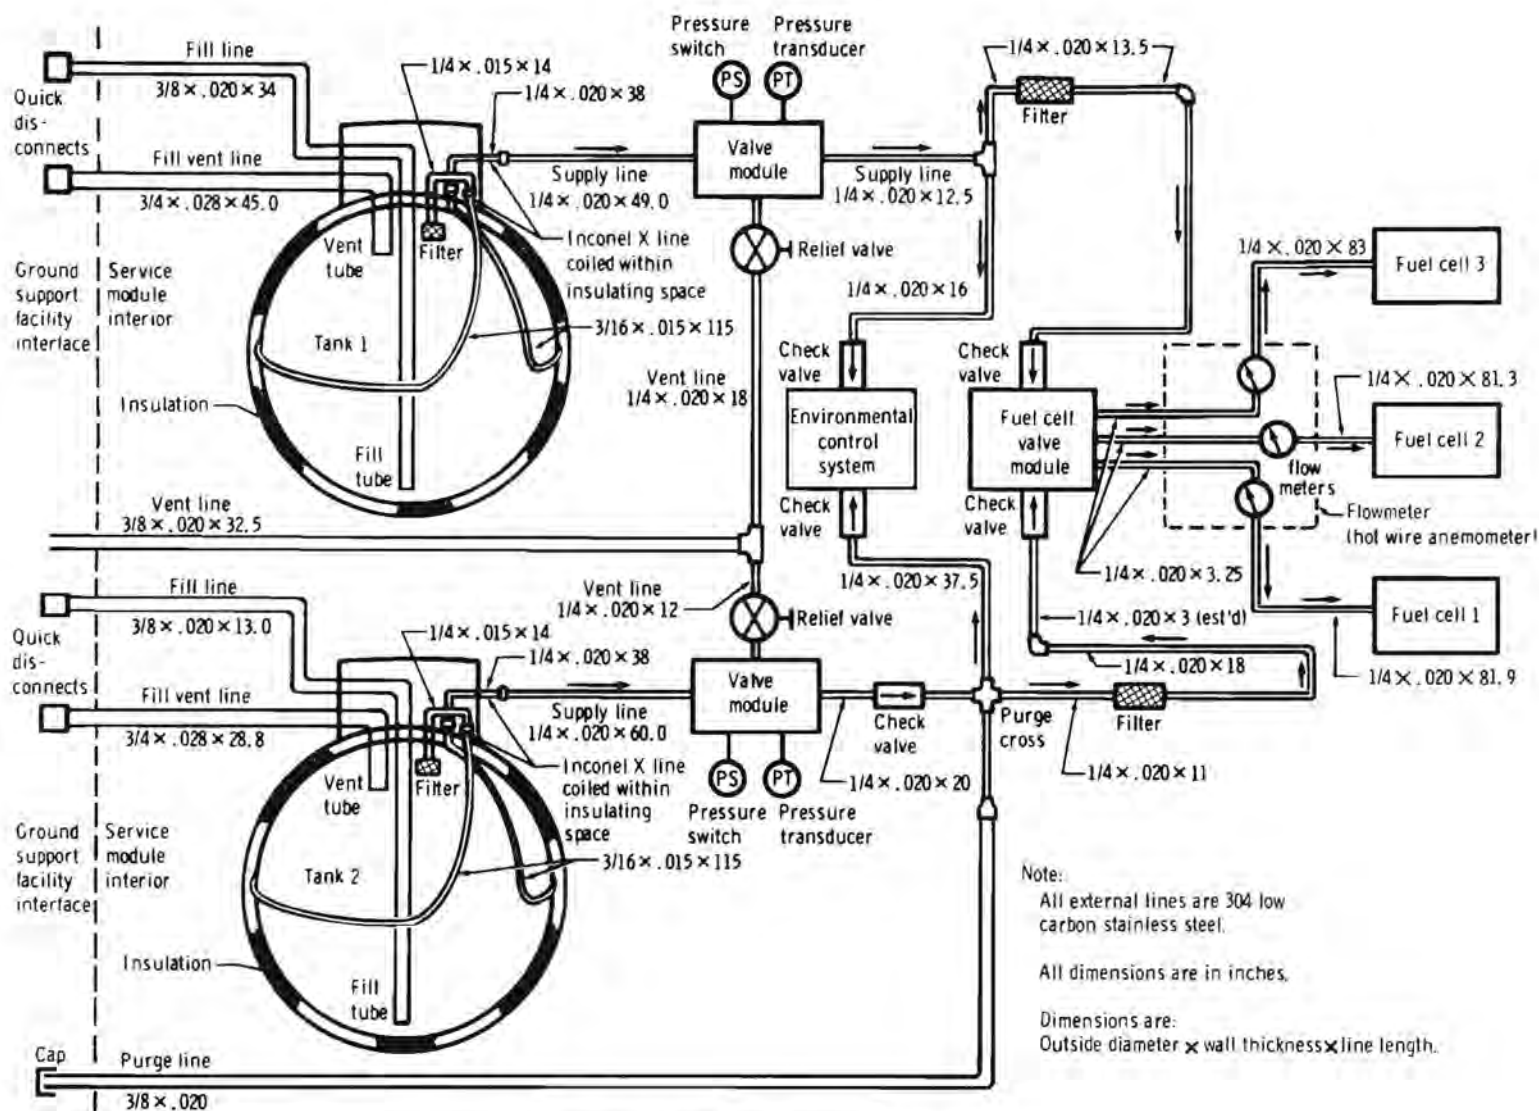 Fill line
3/8 × .020 × 34
Quick
dis-
connects
Fill vent line
3/4 × .028 × 45.0
1/4 × .015 × 14
1/4 × .020 × 38
Supply line
1/4 × .020 × 49.0
Pressure
switch
Pressure
transducer
PS
PT
Valve
module
Supply line
1/4 × .020 × 12.5
1/4 × .020 × 13.5
Filter
Vent
tube
Filter
Inconel X line
coiled within
insulating space
Relief valve
Ground
support
facility
interface
Service
module
interior
Tank 1
3/16 × .015 × 115
Insulation
Fill
tube
Vent line
1/4 × .020 × 18
1/4 × .020 × 16
Check
valve
Environmental
control
system
Check
valve
Check
valve
Fuel cell
valve
module
Check
valve
1/4 × .020 × 83
Fuel cell 3
1/4 × .020 × 81.3
Fuel cell 2
flow
meters
Flowmeter
(hot wire anemometer)
1/4 × .020 × 3.25
Fuel cell 1
1/4 × .020 × 81.9
Vent line
3/8 × .020 × 32.5
Fill line
3/8 × .020 × 13.0
Quick
dis-
connects
Fill vent line
3/4 × .028 × 28.8
1/4 × .015 × 14
1/4 × .020 × 38
Supply line
1/4 × .020 × 60.0
Vent line
1/4 × .020 × 12
Relief valve
Valve
module
1/4 × .020 × 37.5
1/4 × .020 × 3 (est'd)
1/4 × .020 × 18
Check
valve
Purge
cross
Filter
1/4 × .020 × 20
1/4 × .020 × 11
PS
PT
Pressure
switch
Pressure
transducer
Vent
tube
Filter
Inconel X line
coiled within
insulating
space
Ground
support
facility
interface
Service
module
interior
Tank 2
3/16 × .015 × 115
Insulation
Fill
tube
Cap
Purge line
3/8 × .020
Note:
All external lines are 304 low
carbon stainless steel.
All dimensions are in inches.
Dimensions are:
Outside diameter × wall thickness × line length.